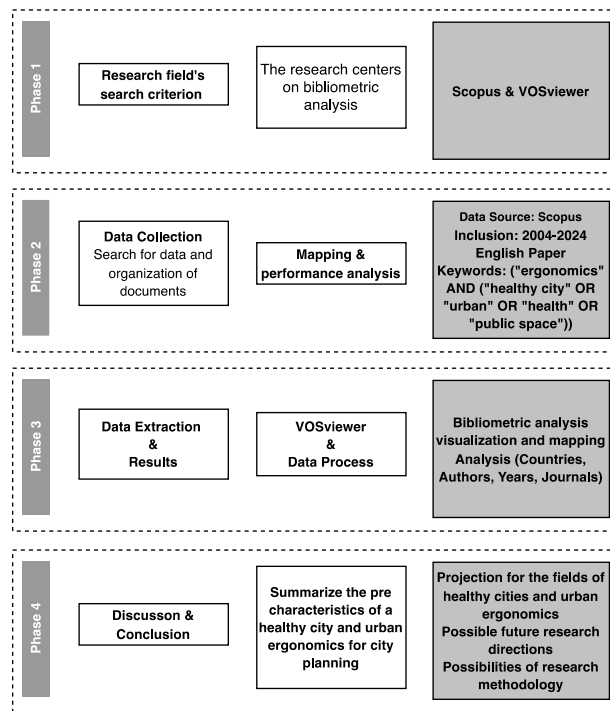 Phase 1
Research field's
search criterion
The research centers
on bibliometric
analysis
Scopus & VOSviewer
Phase 2
Data Collection
Search for data and
organization of
documents
Mapping &
performance analysis
Data Source: Scopus
Inclusion: 2004-2024
English Paper
Keywords: ("ergonomics"
AND ("healthy city" OR
"urban" OR "health" OR
"public space"))
Phase 3
Data Extraction
&
Results
VOSviewer
&
Data Process
Bibliometric analysis
visualization and mapping
Analysis (Countries,
Authors, Years, Journals)
Phase 4
Discusson &
Conclusion
Summarize the pre
characteristics of a
healthy city and urban
ergonomics for city
planning
Projection for the fields of
healthy cities and urban
ergonomics
Possible future research
directions
Possibilities of research
methodology